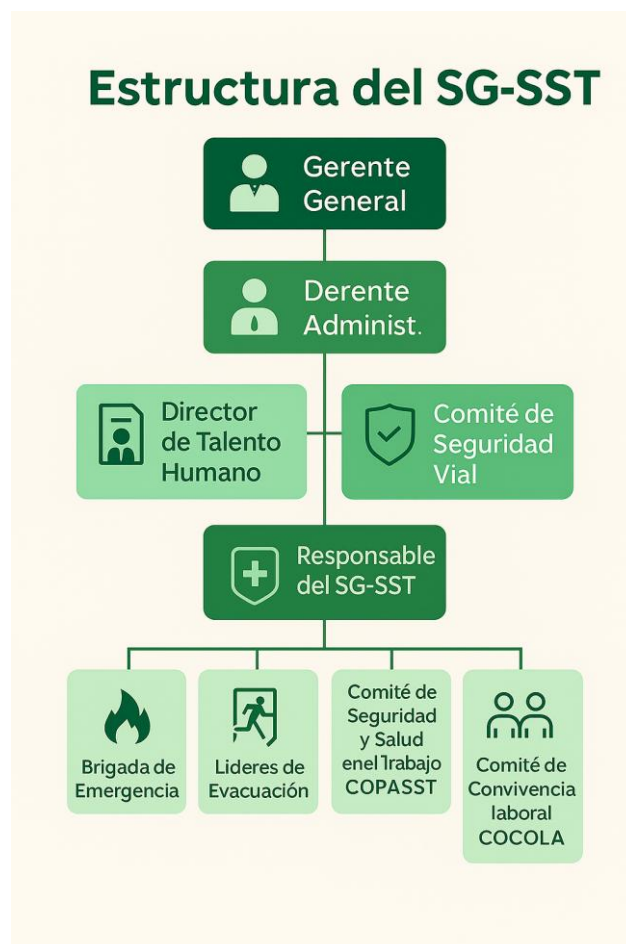 Estructura del SG-SST
Gerente
General
Derente
Administ.
Director
de Talento
Humano
Comité de
Seguridad
Vial
Responsable
del SG-SST
Brigada de
Emergencia
Lideres de
Evacuación
Comité de
Seguridad
y Salud
enel Trabajo
COPASST
Comité de
Convivencia
laboral
COCOLA